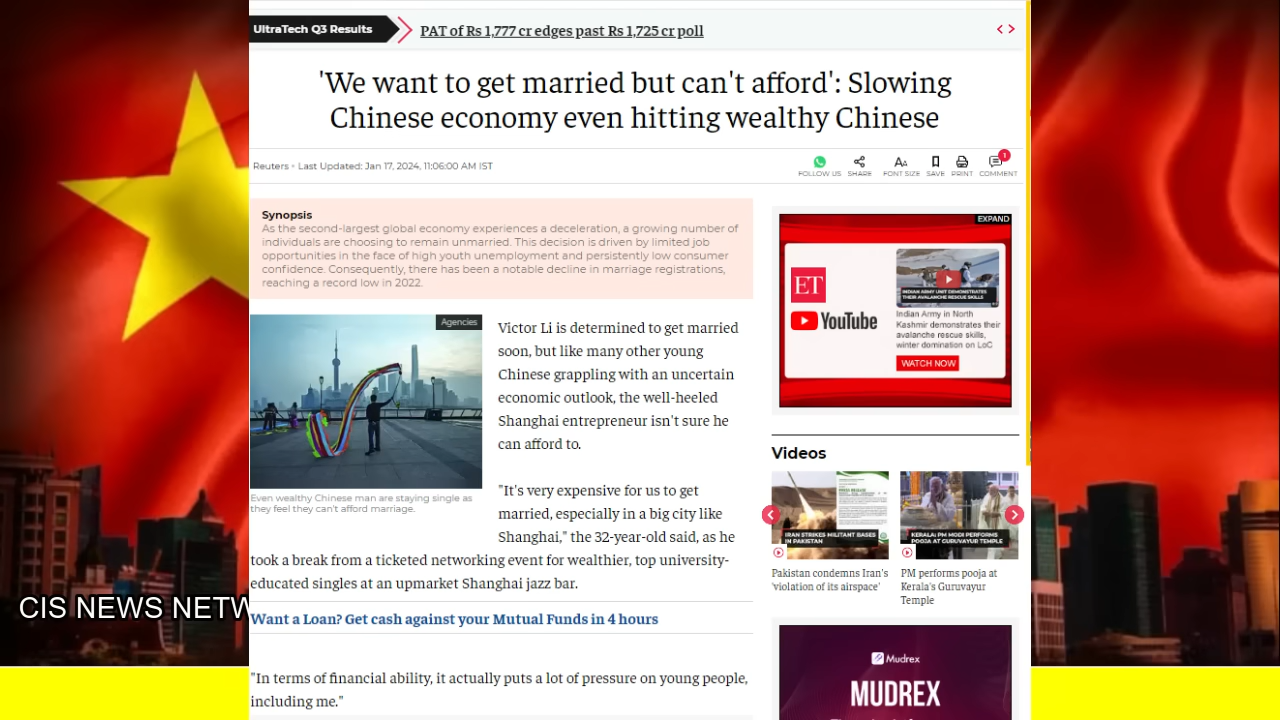 UltraTech Q3 Results
PAT of Rs 1,777 cr edges past Rs 1,725 cr poll
'We want to get married but can't afford': Slowing
Chinese economy even hitting wealthy Chinese
Reuters • Last Updated: Jan 17, 2024, 11:06:00 AM IST
1
FOLLOW US SHARE FONT SIZE SAVE PRINT COMMENT
Synopsis
As the second-largest global economy experiences a deceleration, a growing number of
individuals are choosing to remain unmarried. This decision is driven by limited job
opportunities in the face of high youth unemployment and persistently low consumer
confidence. Consequently, there has been a notable decline in marriage registrations,
reaching a record low in 2022.
Agencies
Even wealthy Chinese man are staying single as
they feel they can't afford marriage.
Victor Li is determined to get married
soon, but like many other young
Chinese grappling with an uncertain
economic outlook, the well-heeled
Shanghai entrepreneur isn't sure he
can afford to.
"It's very expensive for us to get
married, especially in a big city like
Shanghai," the 32-year-old said, as he
took a break from a ticketed networking event for wealthier, top university-
educated singles at an upmarket Shanghai jazz bar.
Want a Loan? Get cash against your Mutual Funds in 4 hours
"In terms of financial ability, it actually puts a lot of pressure on young people,
including me."
EXPAND
ET
YouTube
INDIAN ARMY UNIT DEMONSTRATES
THEIR AVALANCHE RESCUE SKILLS
Indian Army in North
Kashmir demonstrates their
avalanche rescue skills,
winter domination on LoC
WATCH NOW
Videos
IRAN STRIKES MILITANT BASES
IN PAKISTAN
Pakistan condemns Iran's
'violation of its airspace'
KERALA: PM MODI PERFORMS
POOJA AT GURUVAYUR TEMPLE
PM performs pooja at
Kerala's Guruvayur
Temple
Mudrex
MUDREX
CIS NEWS NETW